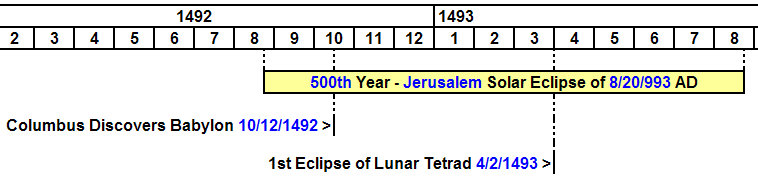 1492 1493
2 3 4 5 6 7 8 9 10 11 12 1 2 3 4 5 6 7 8
500th Year - Jerusalem Solar Eclipse of 8/20/993 AD
Columbus Discovers Babylon 10/12/1492 >
1st Eclipse of Lunar Tetrad 4/2/1493 >